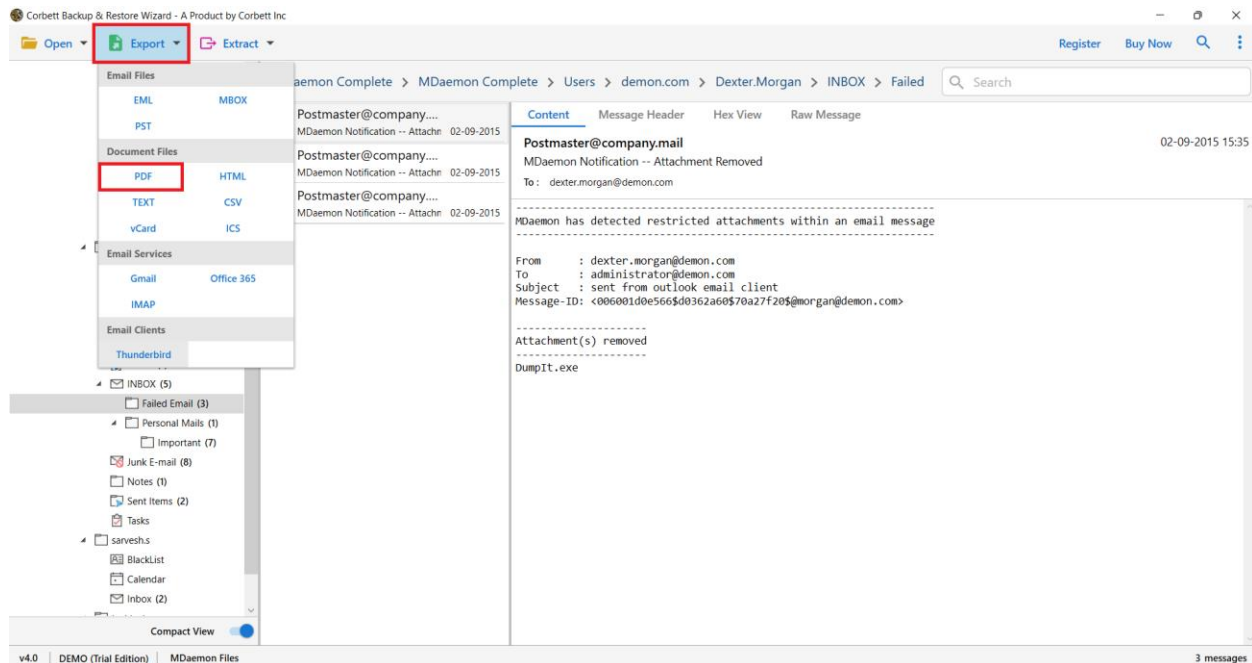 Corbett Backup & Restore Wizard - A Product by Corbett Inc
Open Export Extract Register Buy Now
Email Files
EML MBOX
PST
Document Files
PDF HTML
TEXT CSV
vCard ICS
Email Services
Gmail Office 365
IMAP
Email Clients
Thunderbird
INBOX (5)
Failed Email (3)
Personal Mails (1)
Important (7)
Junk E-mail (8)
Notes (1)
Sent Items (2)
Tasks
sarvesh.s
BlackList
Calendar
Inbox (2)
Compact View
aemon Complete > MDaemon Complete > Users > demon.com > Dexter.Morgan > INBOX > Failed Search
Postmaster@company....
MDaemon Notification -- Attachm 02-09-2015
Postmaster@company....
MDaemon Notification -- Attachm 02-09-2015
Postmaster@company....
MDaemon Notification -- Attachm 02-09-2015
Content Message Header Hex View Raw Message
Postmaster@company.mail 02-09-2015 15:35
MDaemon Notification -- Attachment Removed
To : dexter.morgan@demon.com
----------------------------------------------------------------------
MDaemon has detected restricted attachments within an email message
----------------------------------------------------------------------
From : dexter.morgan@demon.com
To : administrator@demon.com
Subject : sent from outlook email client
Message-ID: <006001d0e566$d0362a60$70a27f20$@morgan@demon.com>
----------------------
Attachment(s) removed
----------------------
DumpIt.exe
v4.0 DEMO (Trial Edition) MDaemon Files 3 messages